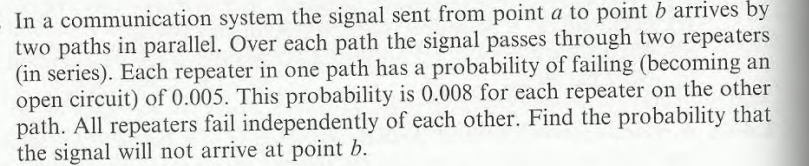 In a communication system the signal sent from point a to point b arrives by
two paths in parallel. Over each path the signal passes through two repeaters
(in series). Each repeater in one path has a probability of failing (becoming an
open circuit) of 0.005. This probability is 0.008 for each repeater on the other
path. All repeaters fail independently of each other. Find the probability that
the signal will not arrive at point b.